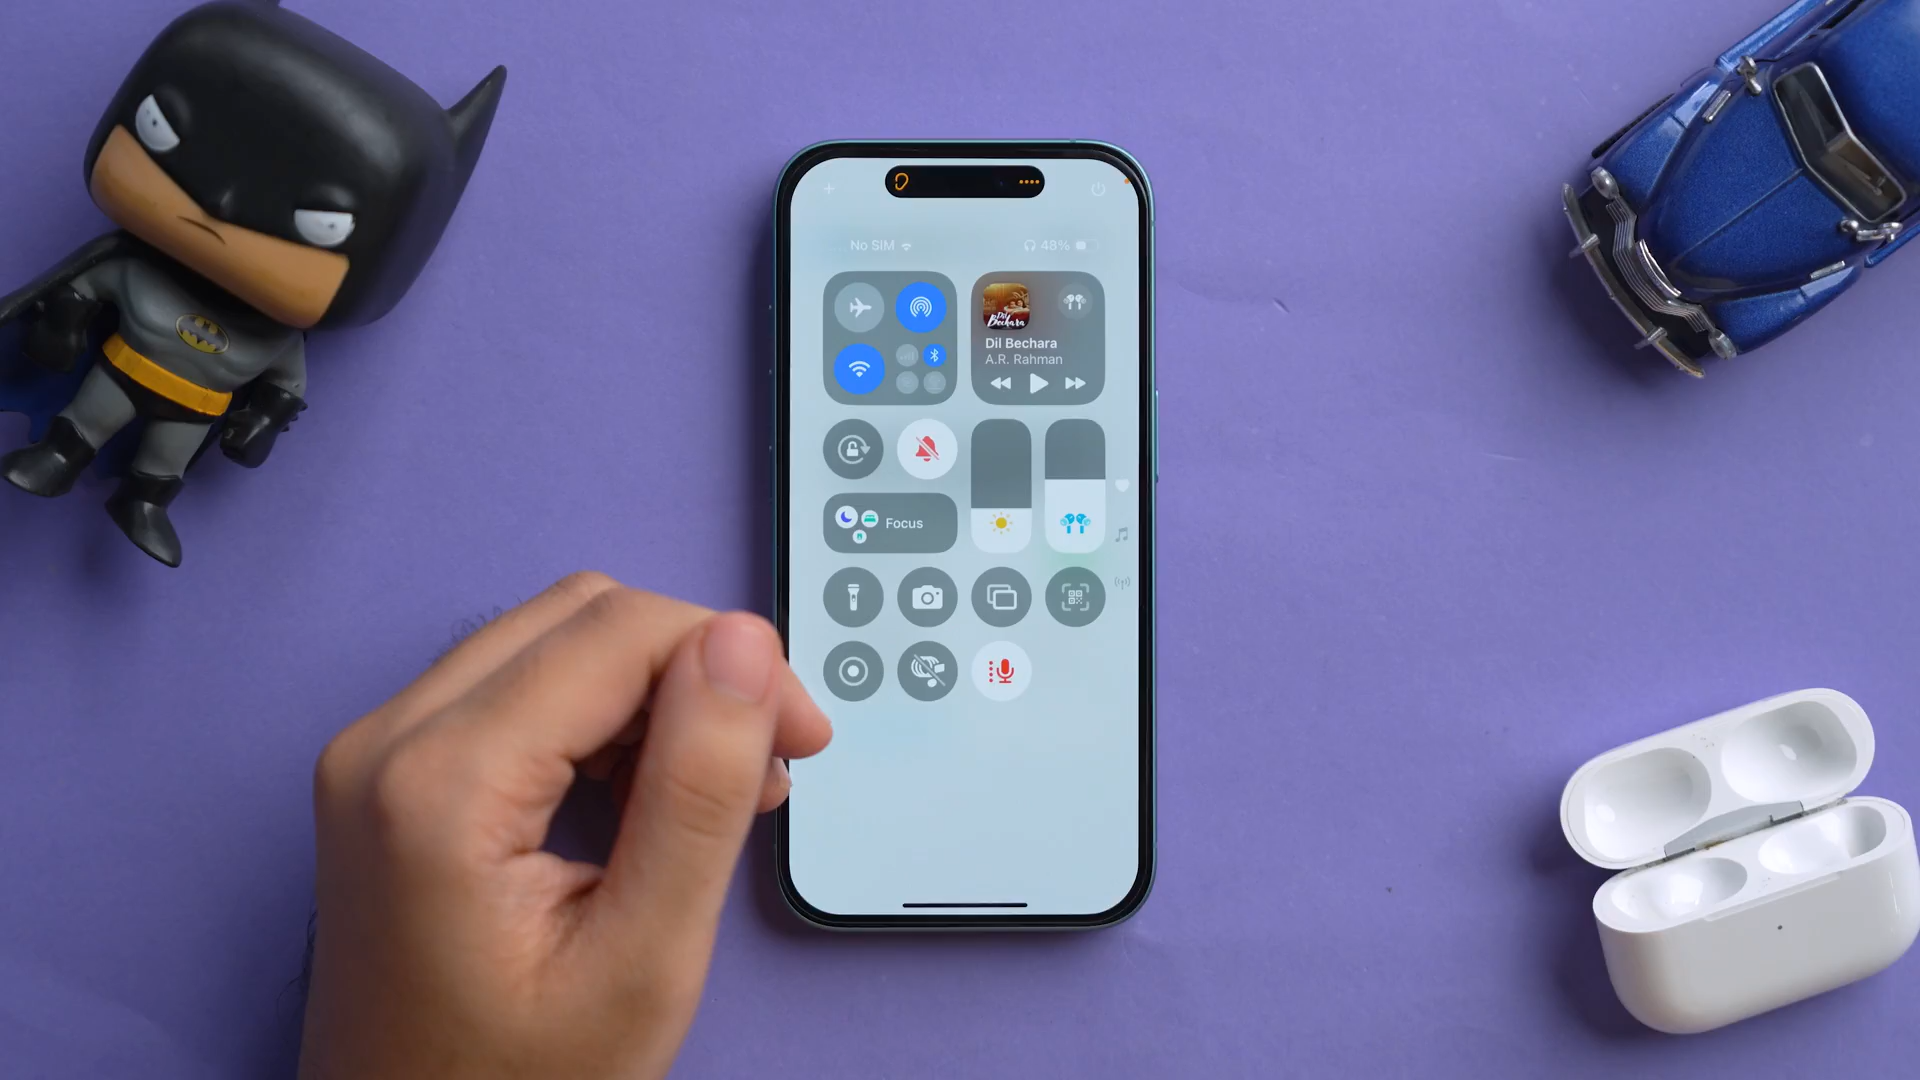 No SIM
48%
Dil
Bechara
Dil Bechara
A.R. Rahman
Focus